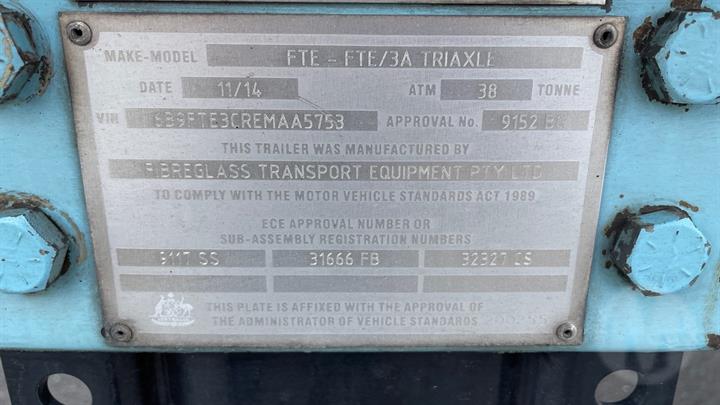 MAKE-MODEL FTE - FTE/3A TRIAXLE
DATE 11/14 ATM 38 TONNE
VIN 6B9FTE3CREMAA5753 APPROVAL No. 9152
THIS TRAILER WAS MANUFACTURED BY
FIBREGLASS TRANSPORT EQUIPMENT PTY LTD
TO COMPLY WITH THE MOTOR VEHICLE STANDARDS ACT 1989
ECE APPROVAL NUMBER OR
SUB-ASSEMBLY REGISTRATION NUMBERS
9117 SS 31666 FB 32327 CS
THIS PLATE IS AFFIXED WITH THE APPROVAL OF
THE ADMINISTRATOR OF VEHICLE STANDARDS